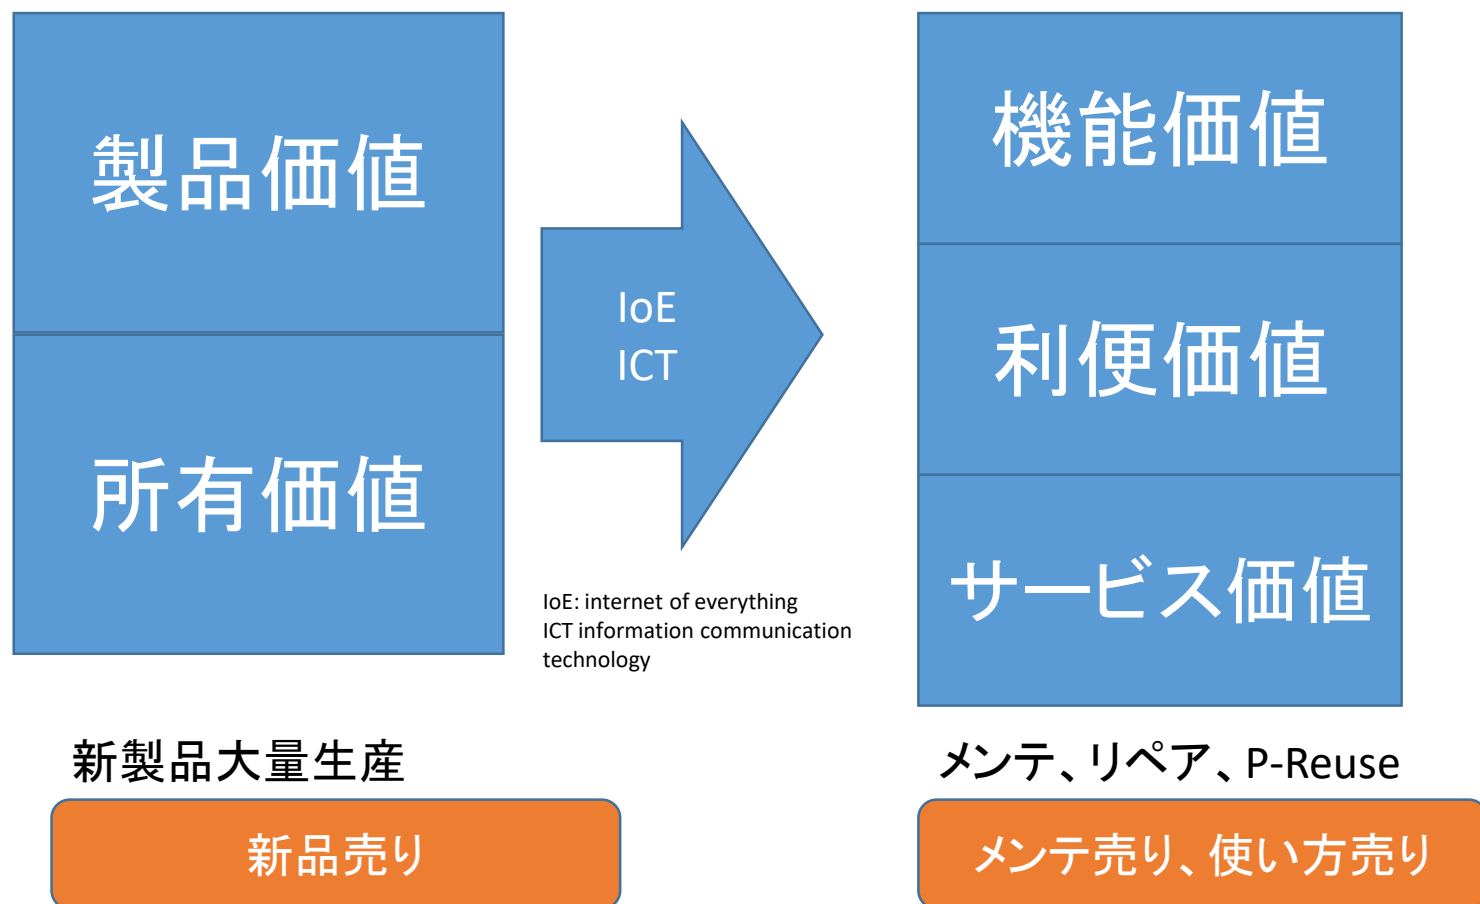 製品価値
所有価値
IoE
ICT
IoE: internet of everything
ICT information communication
technology
機能価値
利便価値
サービス価値
新製品大量生産
新品売り
メンテ、リペア、P-Reuse
メンテ売り、使い方売り